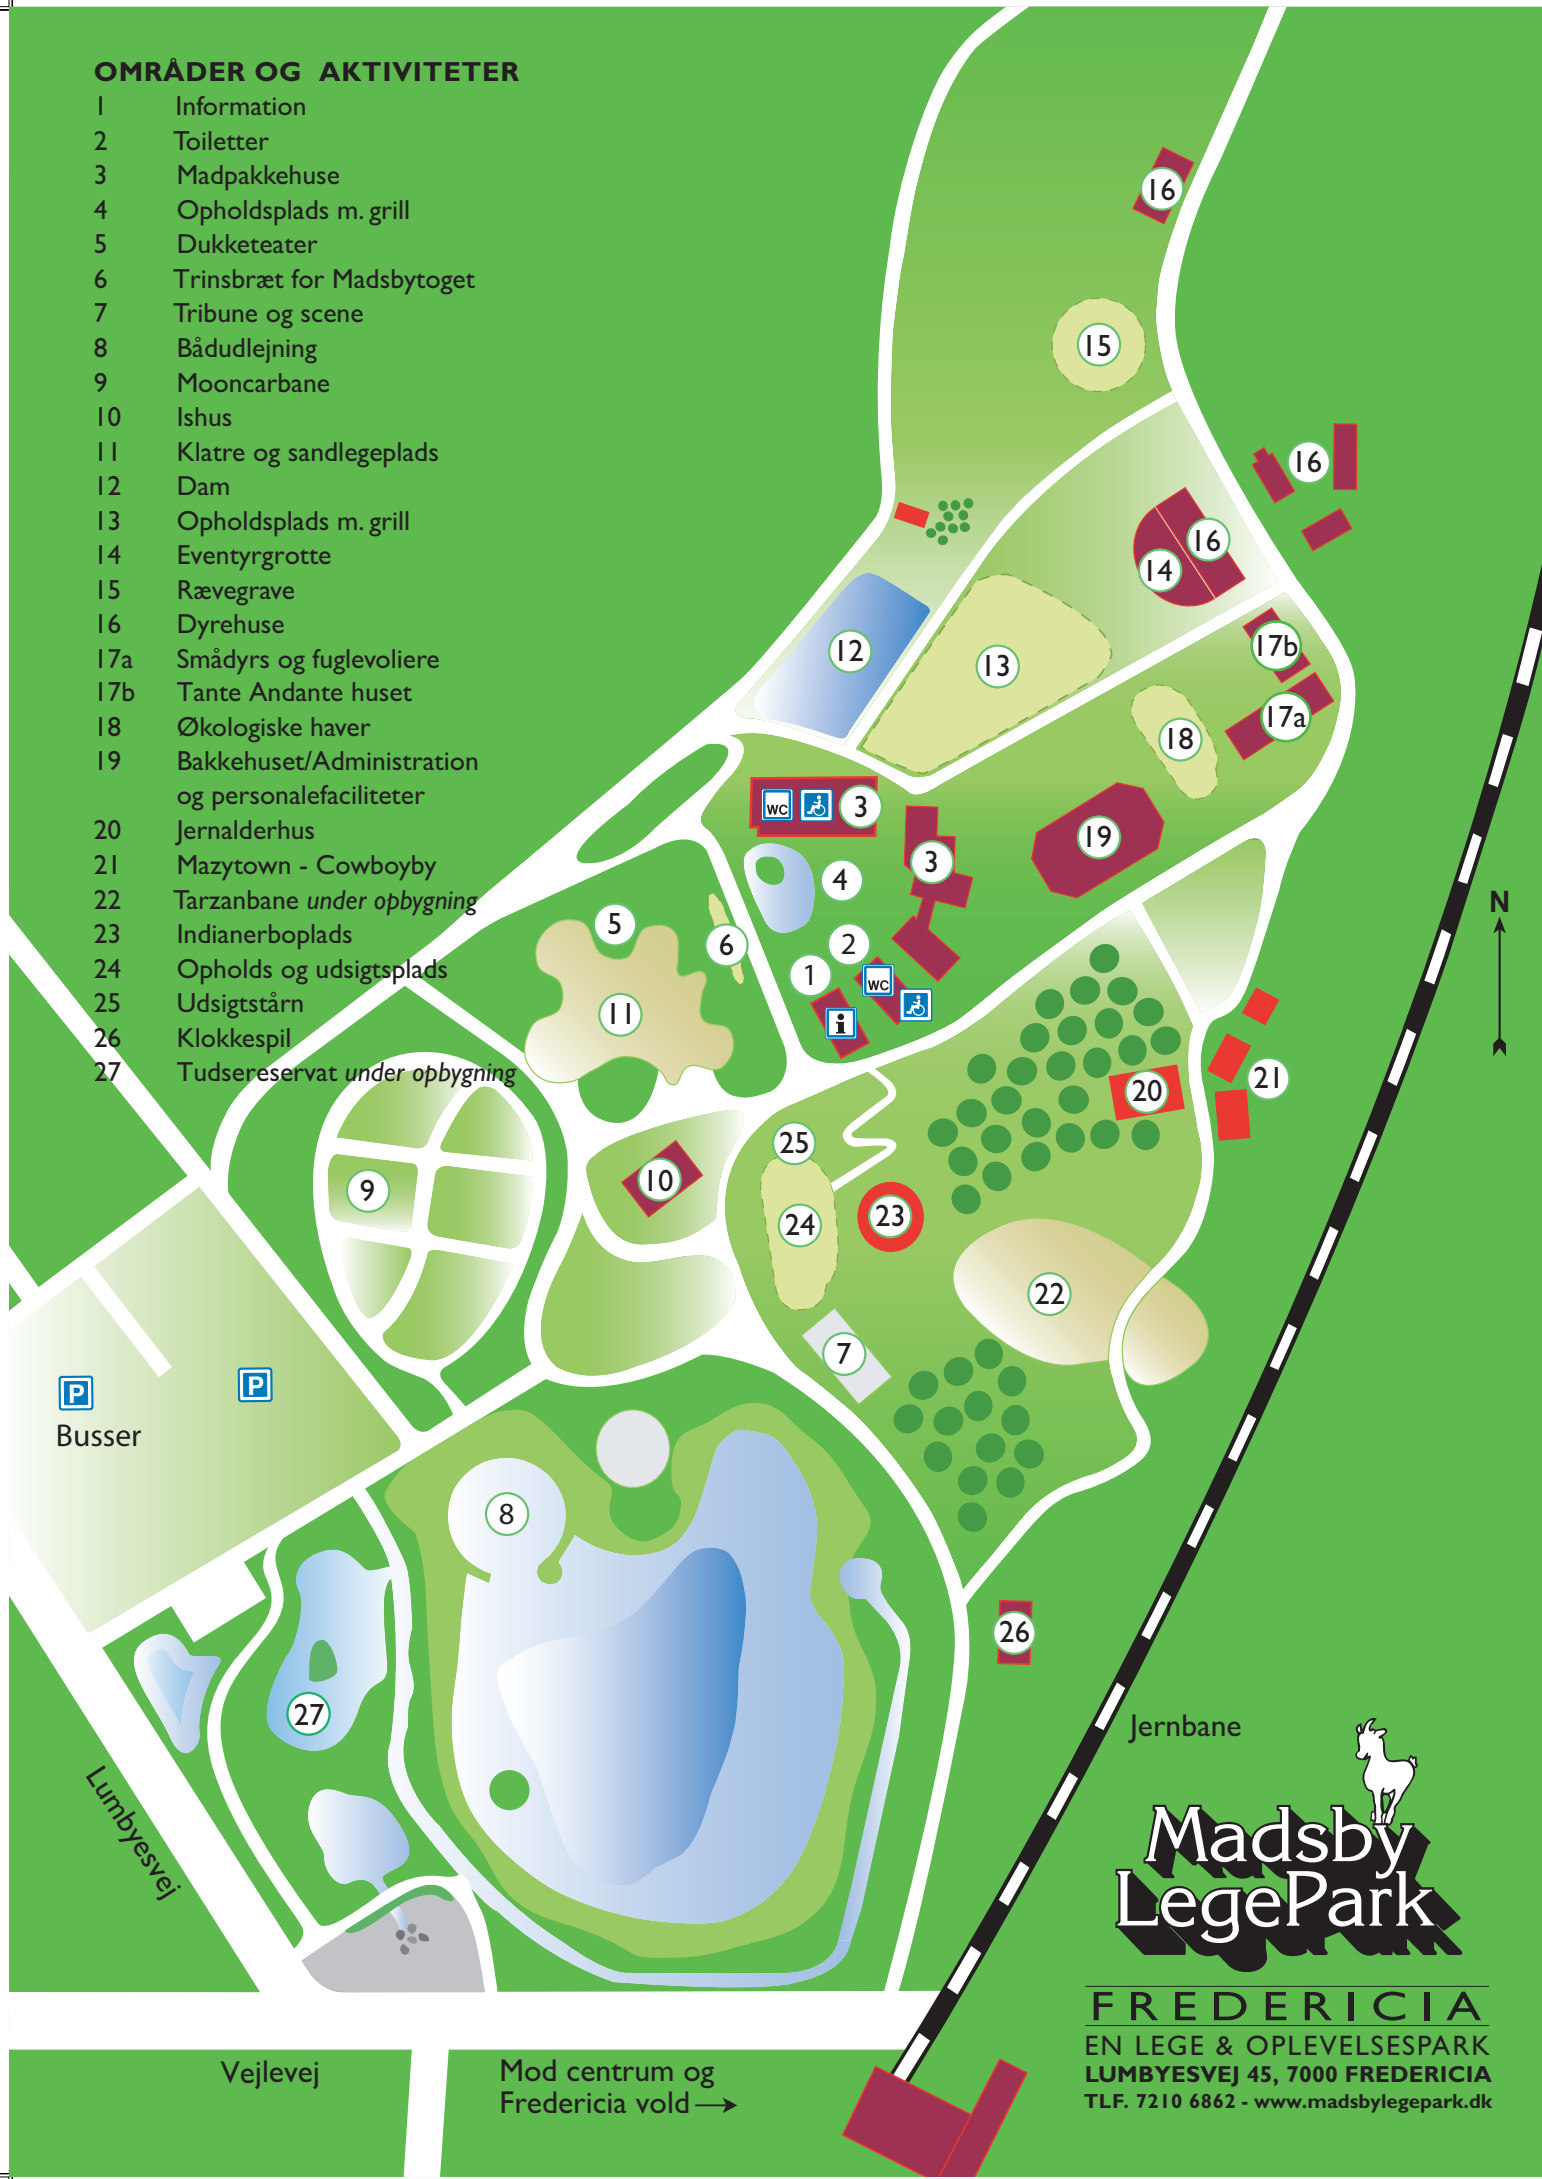 OMRÅDER OG AKTIVITETER
1 Information
2 Toiletter
3 Madpakkehuse
4 Opholdsplads m. grill
5 Dukketeater
6 Trinsbræt for Madsbytoget
7 Tribune og scene
8 Bådudlejning
9 Mooncarbane
10 Ishus
11 Klatre og sandlegeplads
12 Dam
13 Opholdsplads m. grill
14 Eventyrgrotte
15 Rævegrave
16 Dyrehuse
17a Smådyrs og fuglevoliere
17b Tante Andante huset
18 Økologiske haver
19 Bakkehuset/Administration
og personalefaciliteter
20 Jernalderhus
21 Mazytown - Cowboyby
22 Tarzanbane under opbygning
23 Indianerboplads
24 Opholds og udsigtsplads
25 Udsigtstårn
26 Klokkespil
27 Tudsereservat under opbygning
16
15
16
16
14
12
13
17b
17a
18
WC
3
19
3
4
N
5
6
2
1
WC
i
11
20
21
25
10
9
24
23
22
7
P
P
Busser
8
26
27
Jernbane
Lumbyesvej
Madsby
LegePark
FREDERICIA
EN LEGE & OPLEVELSESPARK
LUMBYESVEJ 45, 7000 FREDERICIA
TLF. 7210 6862 - www.madsbylegepark.dk
Vejlevej
Mod centrum og
Fredericia vold